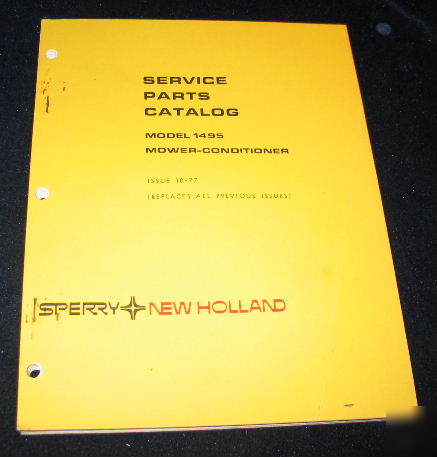 SERVICE
PARTS
CATALOG
MODEL 1495
MOWER-CONDITIONER
ISSUE 10-77
(REPLACES ALL PREVIOUS ISSUES)
SPERRY NEW HOLLAND